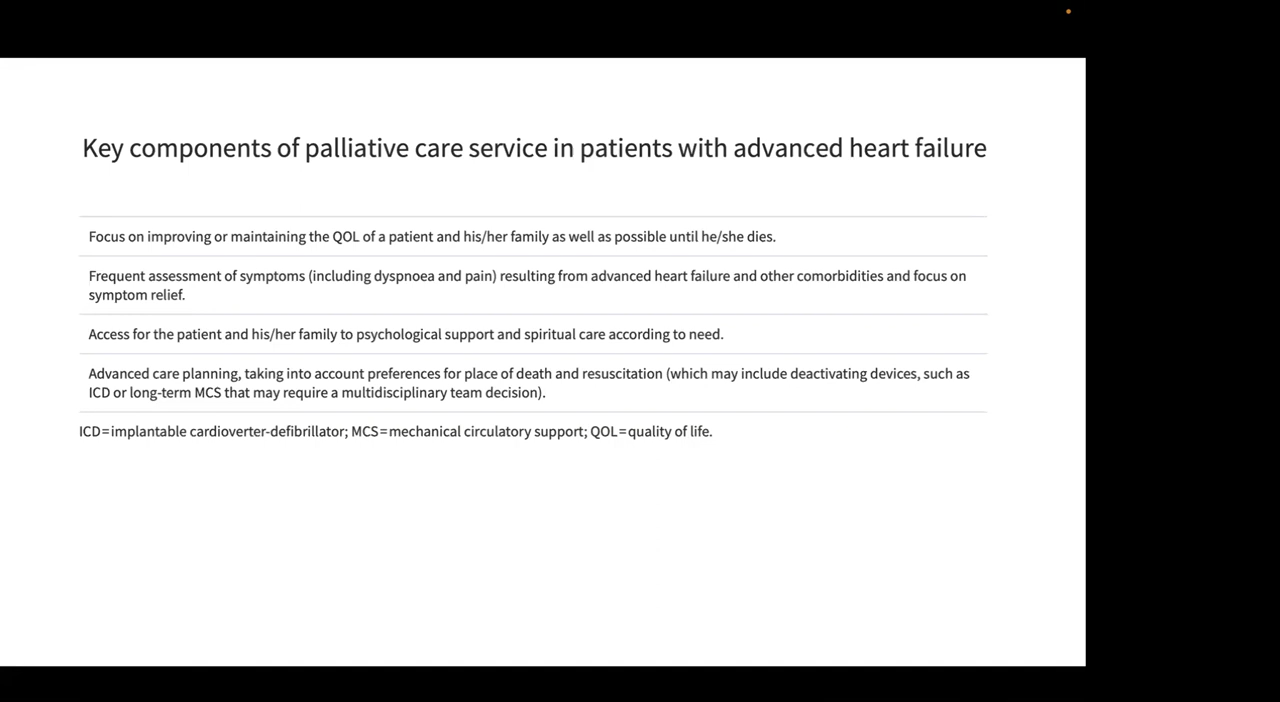 Key components of palliative care service in patients with advanced heart failure
Focus on improving or maintaining the QOL of a patient and his/her family as well as possible until he/she dies.
Frequent assessment of symptoms (including dyspnoea and pain) resulting from advanced heart failure and other comorbidities and focus on
symptom relief.
Access for the patient and his/her family to psychological support and spiritual care according to need.
Advanced care planning, taking into account preferences for place of death and resuscitation (which may include deactivating devices, such as
ICD or long-term MCS that may require a multidisciplinary team decision).
ICD=implantable cardioverter-defibrillator; MCS=mechanical circulatory support; QOL=quality of life.